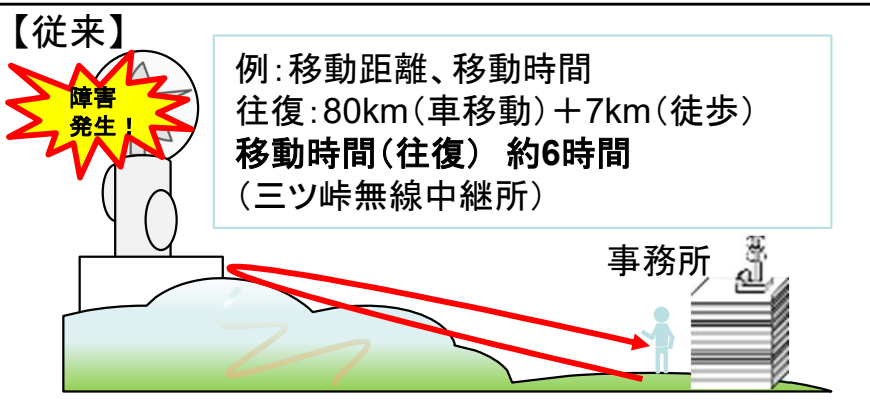 【従来】
障害
発生！
例：移動距離、移動時間
往復：80km（車移動）＋7km（徒歩）
移動時間（往復）　約6時間
（三ツ峠無線中継所）
事務所